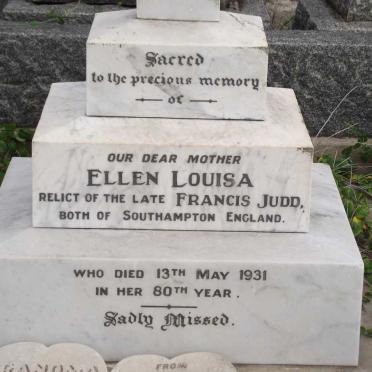 Sacred
to the precious memory
of
OUR DEAR MOTHER
ELLEN LOUISA
RELICT OF THE LATE FRANCIS JUDD,
BOTH OF SOUTHAMPTON ENGLAND.
WHO DIED 13TH MAY 1931
IN HER 80TH YEAR.
Sadly Missed.
FROM